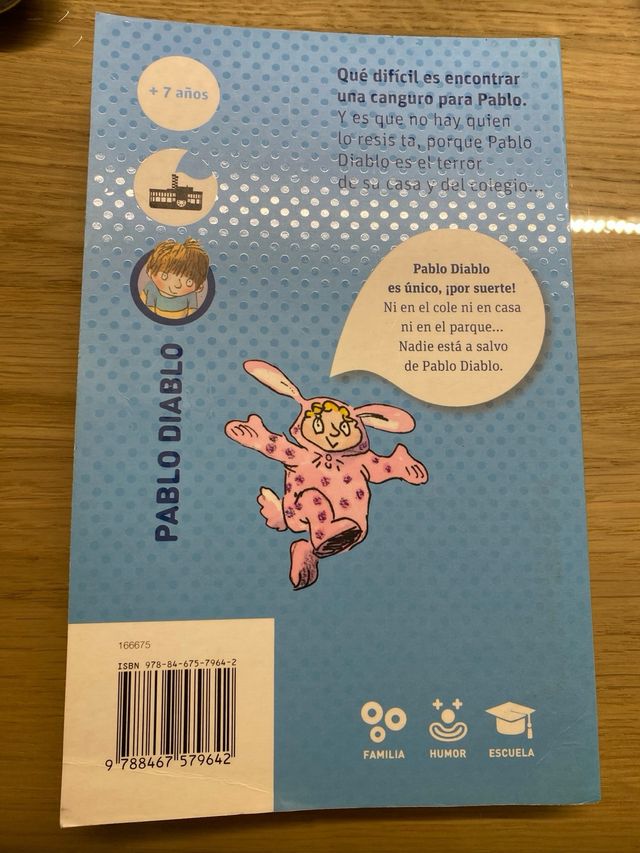 + 7 años
Qué difícil es encontrar
una canguro para Pablo.
Y es que no hay quien
lo resis ta, porque Pablo
Diablo es el terror
de su casa y del colegio...
Pablo Diablo
es único, ¡por suerte!
Ni en el cole ni en casa
ni en el parque...
Nadie está a salvo
de Pablo Diablo.
PABLO DIABLO
166675
ISBN 978-84-675-7964-2
9 788467 579642
FAMILIA
HUMOR
ESCUELA